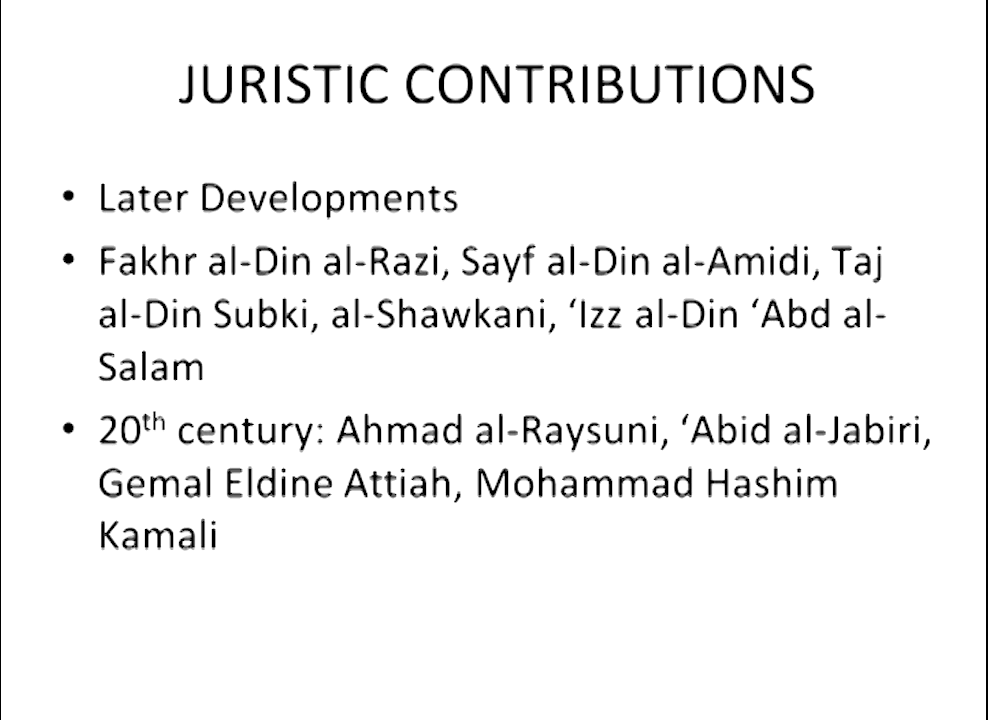 JURISTIC CONTRIBUTIONS
• Later Developments
• Fakhr al-Din al-Razi, Sayf al-Din al-Amidi, Taj
al-Din Subki, al-Shawkani, ‘Izz al-Din ‘Abd al-
Salam
• 20th century: Ahmad al-Raysuni, ‘Abid al-Jabiri,
Gemal Eldine Attiah, Mohammad Hashim
Kamali